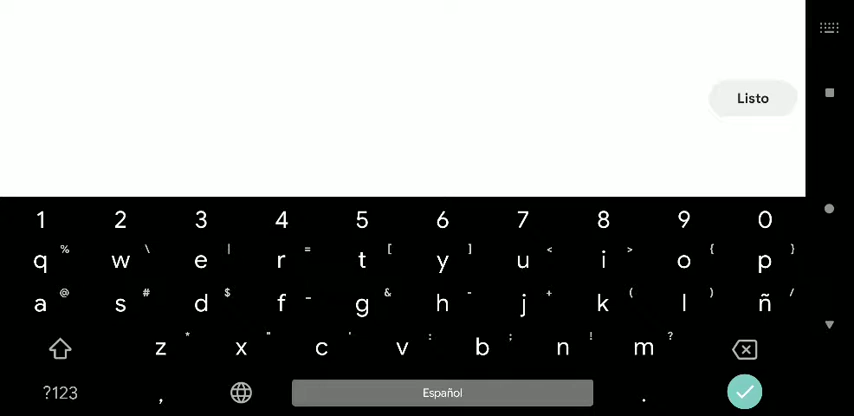 Listo
1 2 3 4 5 6 7 8 9 0
q % w \ e | r = t [ y ] u < i > o { p }
a @ s # d $ f _ g & h - j + k ( l ) ñ /
z * x " c ' v : b ; n ! m ?
?123 , Español .